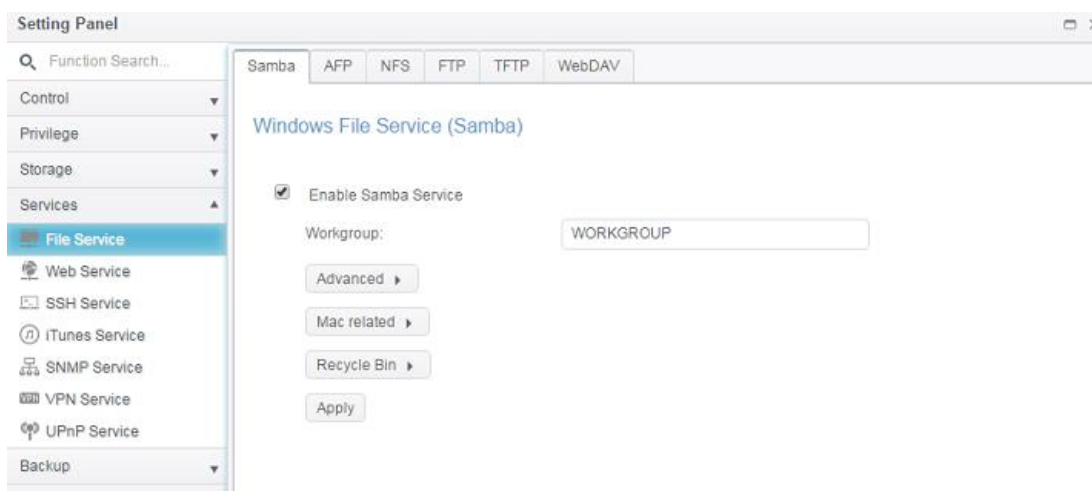 Setting Panel
Function Search...
Control
Privilege
Storage
Services
File Service
Web Service
SSH Service
iTunes Service
SNMP Service
VPN Service
UPnP Service
Backup
Samba AFP NFS FTP TFTP WebDAV
Windows File Service (Samba)
Enable Samba Service
Workgroup: WORKGROUP
Advanced
Mac related
Recycle Bin
Apply